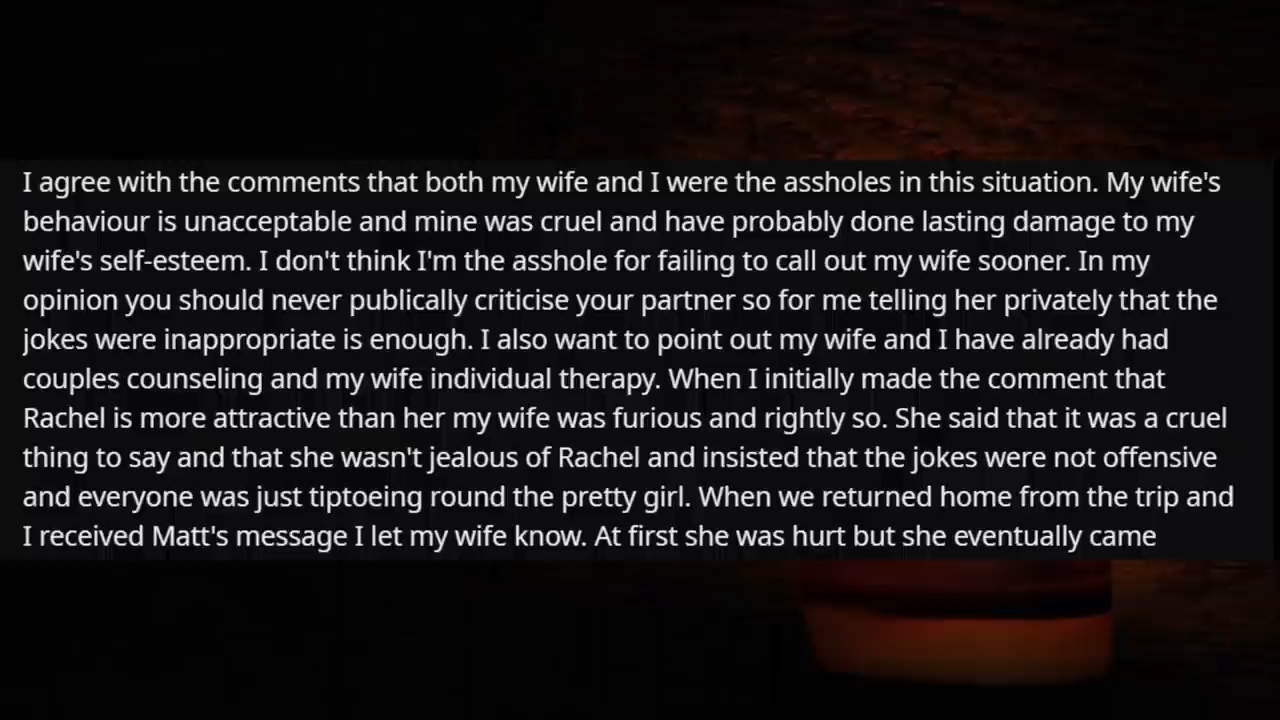 I agree with the comments that both my wife and I were the assholes in this situation. My wife's
behaviour is unacceptable and mine was cruel and have probably done lasting damage to my
wife's self-esteem. I don't think I'm the asshole for failing to call out my wife sooner. In my
opinion you should never publically criticise your partner so for me telling her privately that the
jokes were inappropriate is enough. I also want to point out my wife and I have already had
couples counseling and my wife individual therapy. When I initially made the comment that
Rachel is more attractive than her my wife was furious and rightly so. She said that it was a cruel
thing to say and that she wasn't jealous of Rachel and insisted that the jokes were not offensive
and everyone was just tiptoeing round the pretty girl. When we returned home from the trip and
I received Matt's message I let my wife know. At first she was hurt but she eventually came